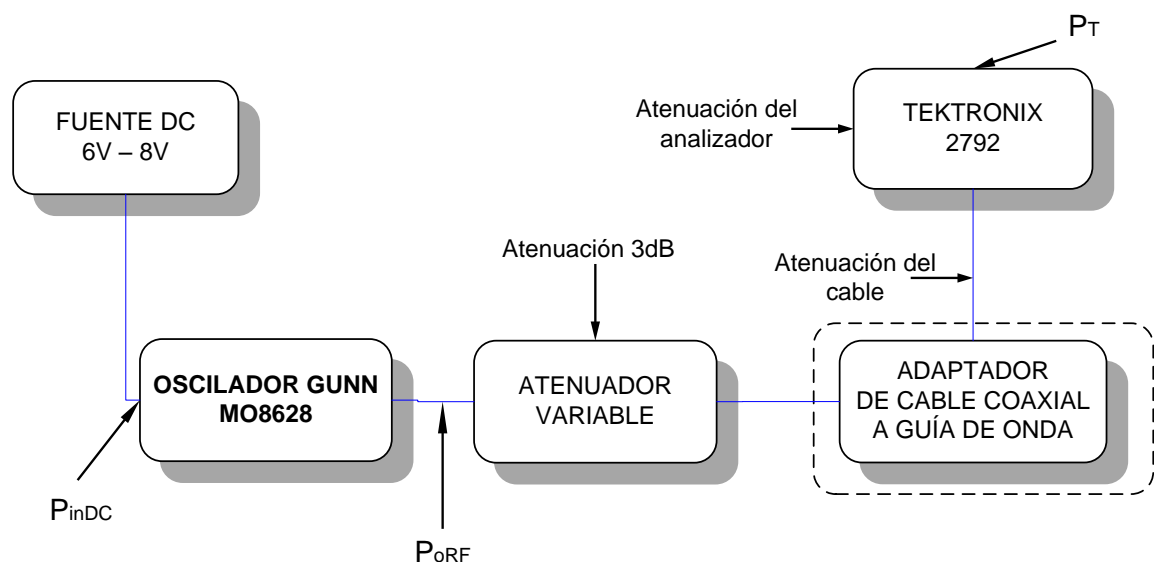 PT
FUENTE DC
6V – 8V
Atenuación del
analizador
TEKTRONIX
2792
Atenuación 3dB
Atenuación del
cable
OSCILADOR GUNN
MO8628
ATENUADOR
VARIABLE
ADAPTADOR
DE CABLE COAXIAL
A GUÍA DE ONDA
PinDC
PoRF